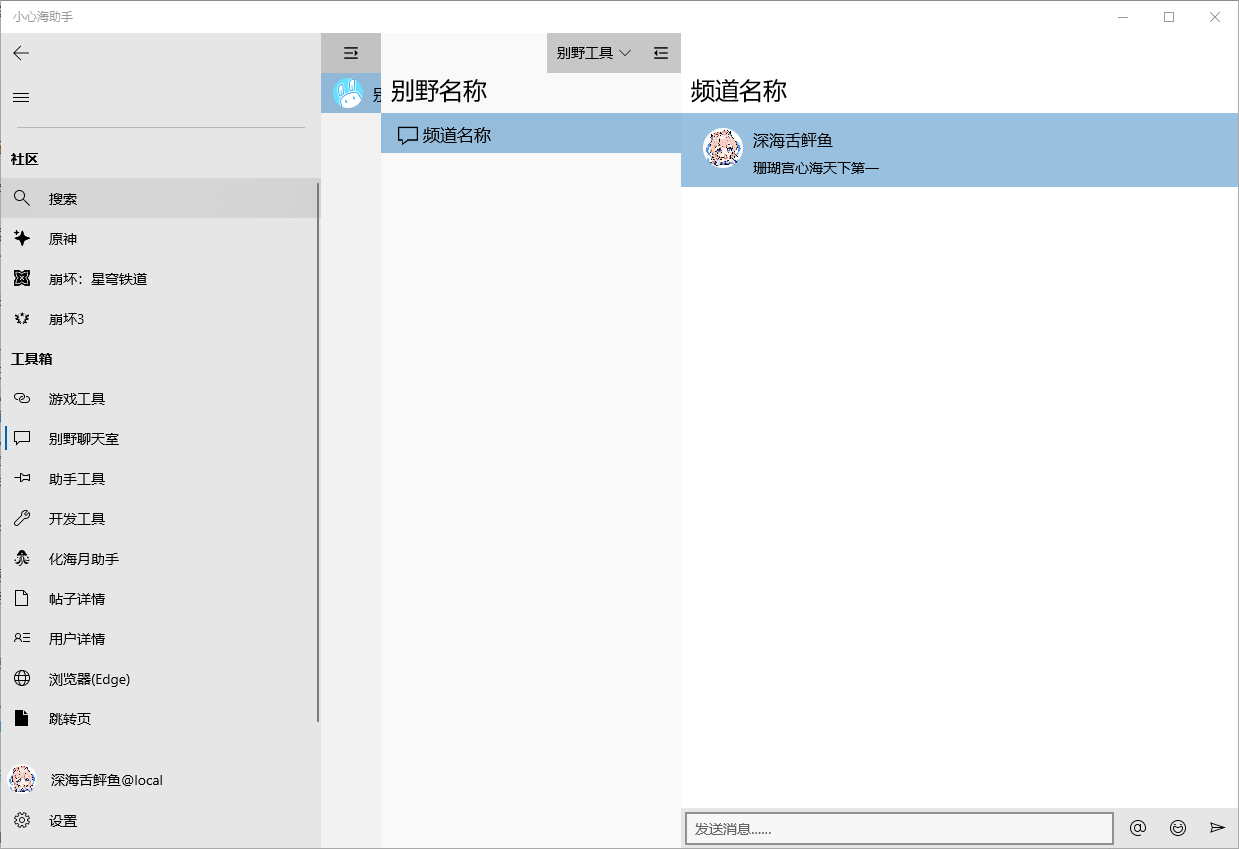 小心海助手
社区
搜索
原神
崩坏：星穹铁道
崩坏3
工具箱
游戏工具
别野聊天室
助手工具
开发工具
化海月助手
帖子详情
用户详情
浏览器(Edge)
跳转页
深海舌鲆鱼@local
设置
别
别野工具
别野名称
频道名称
频道名称
深海舌鲆鱼
珊瑚宫心海天下第一
发送消息......
@